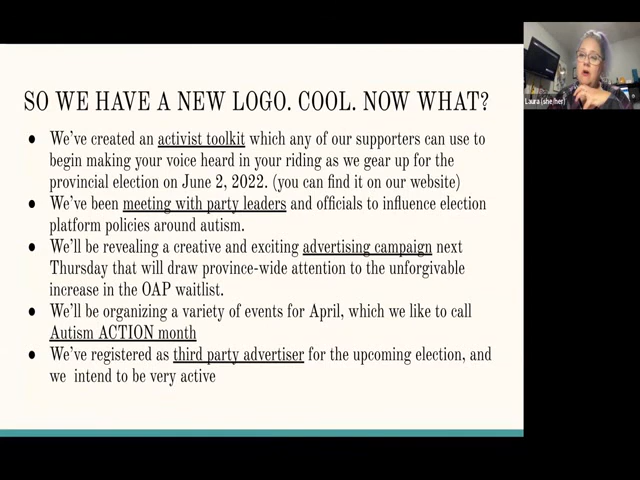 SO WE HAVE A NEW LOGO. COOL. NOW WHAT?
● We've created an activist toolkit which any of our supporters can use to
begin making your voice heard in your riding as we gear up for the
provincial election on June 2, 2022. (you can find it on our website)
● We've been meeting with party leaders and officials to influence election
platform policies around autism.
● We'll be revealing a creative and exciting advertising campaign next
Thursday that will draw province-wide attention to the unforgivable
increase in the OAP waitlist.
● We'll be organizing a variety of events for April, which we like to call
Autism ACTION month
● We've registered as third party advertiser for the upcoming election, and
we intend to be very active
Laura (she/her)